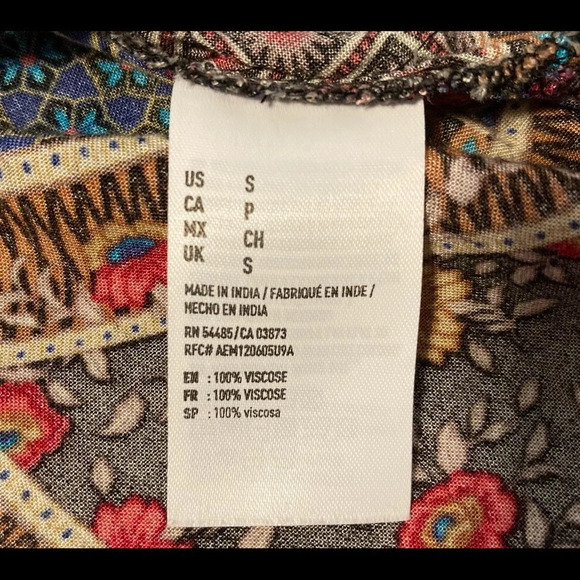 US S
CA P
MX CH
UK S
MADE IN INDIA / FABRIQUÉ EN INDE /
HECHO EN INDIA
RN 54485/CA 03873
RFC# AEM120605U9A
EN : 100% VISCOSE
FR : 100% VISCOSE
SP : 100% viscosa